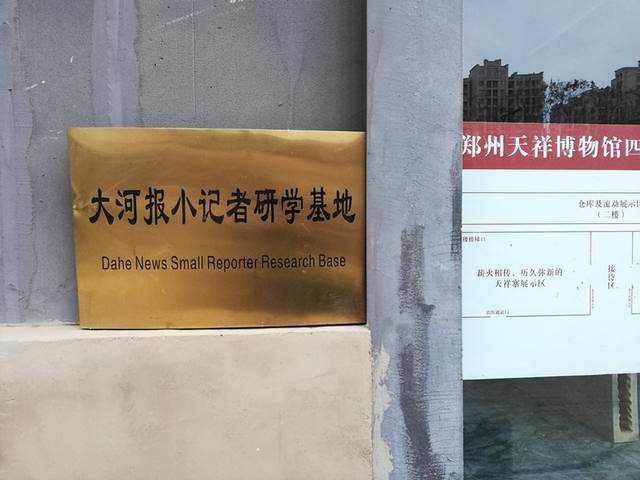 大河报小记者研学基地
Dahe News Small Reporter Research Base
郑州天祥博物馆四
仓库及流动展示区
（二楼）
薪火相传、历久弥新的
天祥寨展示区
接待区